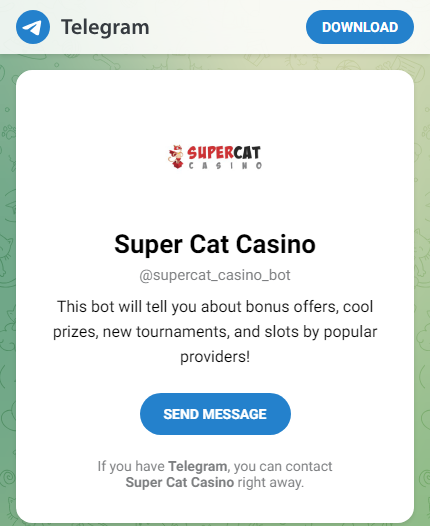 Telegram
DOWNLOAD
SUPERCAT
CASINO
Super Cat Casino
@supercat_casino_bot
This bot will tell you about bonus offers, cool
prizes, new tournaments, and slots by popular
providers!
SEND MESSAGE
If you have Telegram, you can contact
Super Cat Casino right away.